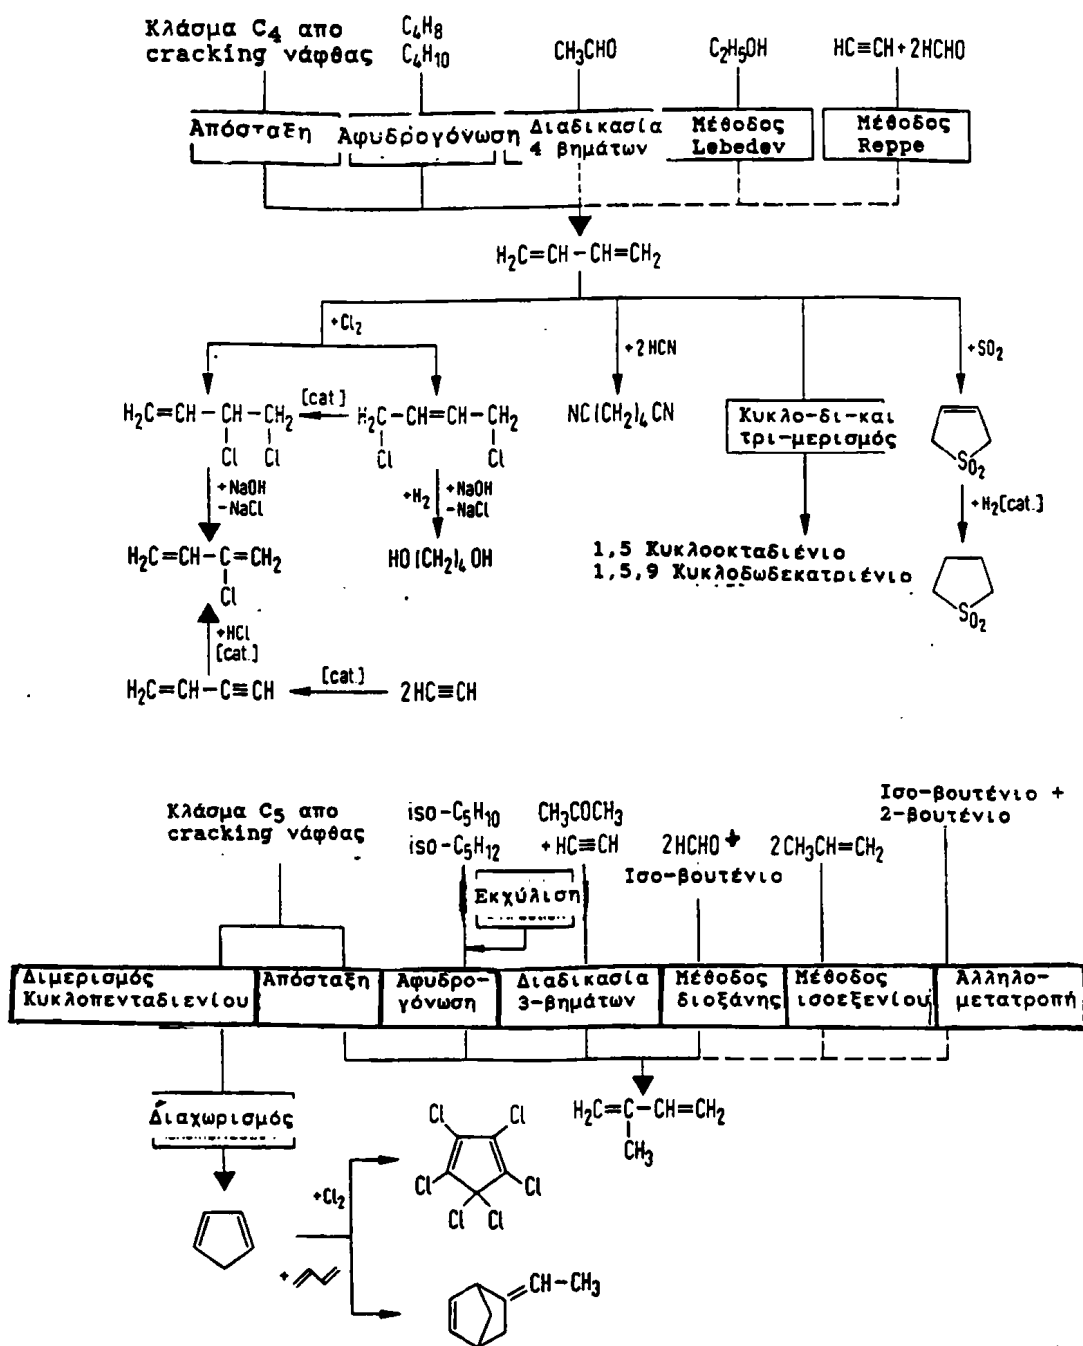 Κλάσμα C4 απο
cracking νάφθας
C4H8
C4H10
CH3CHO
C2H5OH
HC≡CH+2HCHO
Απόσταξη
Αφυδρογόνωση
Διαδικασία
4 βημάτων
Μέθοδος
Lebedev
Μέθοδος
Reppe
H2C=CH-CH=CH2
+Cl2
+2HCN
+SO2
H2C=CH-CH-CH2
Cl Cl
[cat]
H2C-CH=CH-CH2
Cl Cl
NC(CH2)4CN
Κυκλο-δι-και
τρι-μερισμός
SO2
+NaOH
-NaCl
+H2
+NaOH
-NaCl
+H2[cat.]
H2C=CH-C=CH2
Cl
HO(CH2)4OH
1,5 Κυκλοοκταδιένιο
1,5,9 Κυκλοδωδεκατριένιο
SO2
+HCl
[cat.]
H2C=CH-C≡CH
[cat.]
2HC≡CH
Κλάσμα C5 απο
cracking νάφθας
iso-C5H10
iso-C5H12
CH3COCH3
+HC≡CH
2HCHO +
Ισο-βουτένιο
2CH3CH=CH2
Ισο-βουτένιο +
2-βουτένιο
Εκχύλιση
Διμερισμός
Κυκλοπενταδιενίου
Απόσταξη
Αφυδρο-
γόνωση
Διαδικασία
3-βημάτων
Μέθοδος
διοξάνης
Μέθοδος
ισοεξενίου
Αλληλο-
μετατροπή
Διαχωρισμός
H2C=C-CH=CH2
CH3
Cl Cl
Cl Cl
Cl Cl
+Cl2
+
CH-CH3